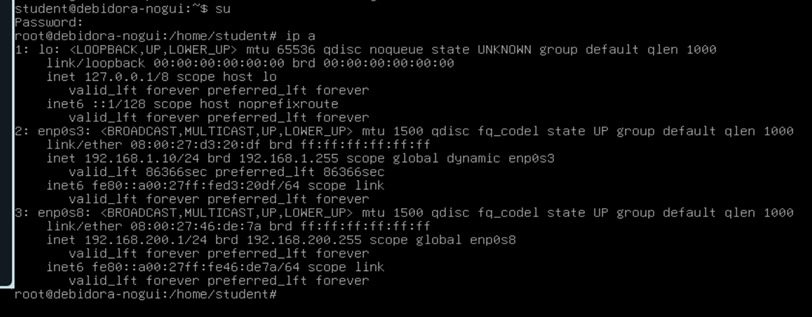 student@debidora-nogui:~$ su
Password:
root@debidora-nogui:/home/student# ip a
1: lo: <LOOPBACK,UP,LOWER_UP> mtu 65536 qdisc noqueue state UNKNOWN group default qlen 1000
    link/loopback 00:00:00:00:00:00 brd 00:00:00:00:00:00
    inet 127.0.0.1/8 scope host lo
       valid_lft forever preferred_lft forever
    inet6 ::1/128 scope host noprefixroute
       valid_lft forever preferred_lft forever
2: enp0s3: <BROADCAST,MULTICAST,UP,LOWER_UP> mtu 1500 qdisc fq_codel state UP group default qlen 1000
    link/ether 08:00:27:d3:20:df brd ff:ff:ff:ff:ff:ff
    inet 192.168.1.10/24 brd 192.168.1.255 scope global dynamic enp0s3
       valid_lft 86366sec preferred_lft 86366sec
    inet6 fe80::a00:27ff:fed3:20df/64 scope link
       valid_lft forever preferred_lft forever
3: enp0s8: <BROADCAST,MULTICAST,UP,LOWER_UP> mtu 1500 qdisc fq_codel state UP group default qlen 1000
    link/ether 08:00:27:46:de:7a brd ff:ff:ff:ff:ff:ff
    inet 192.168.200.1/24 brd 192.168.200.255 scope global enp0s8
       valid_lft forever preferred_lft forever
    inet6 fe80::a00:27ff:fe46:de7a/64 scope link
       valid_lft forever preferred_lft forever
root@debidora-nogui:/home/student#